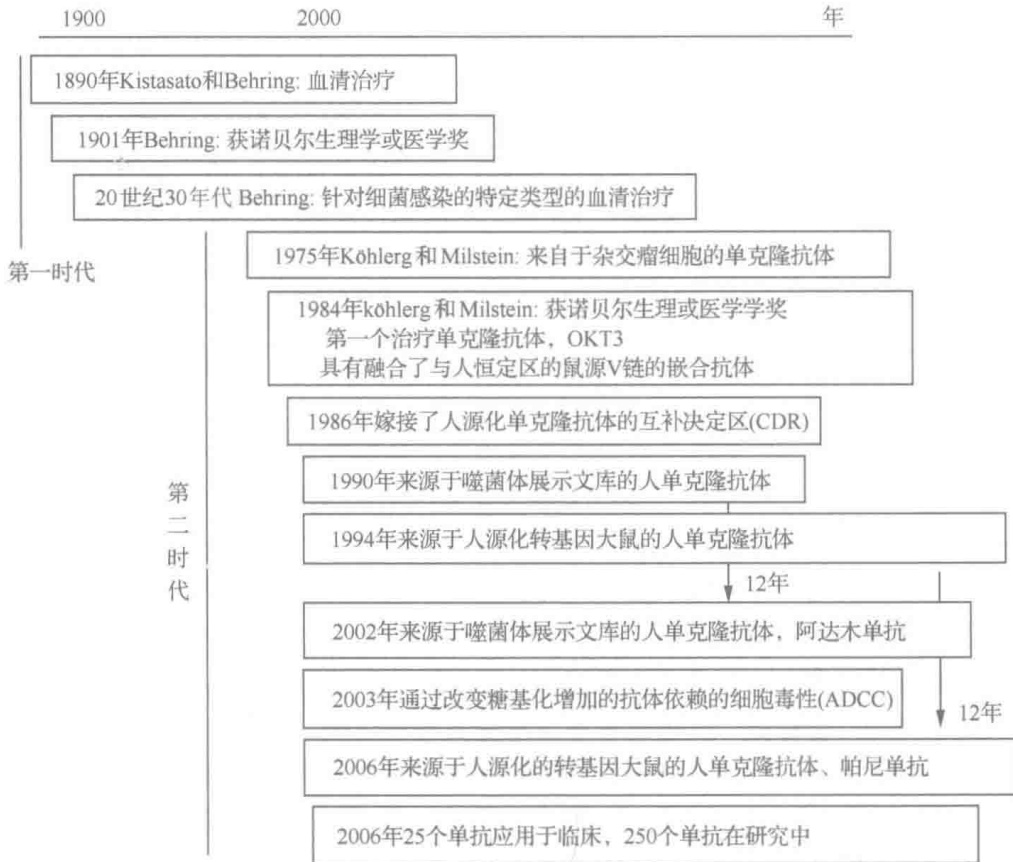 1900 2000 年
1890年Kistasato和Behring: 血清治疗
1901年Behring: 获诺贝尔生理学或医学奖
20世纪30年代 Behring: 针对细菌感染的特定类型的血清治疗
第一时代
1975年Köhlerg和Milstein: 来自于杂交瘤细胞的单克隆抗体
1984年köhlerg和Milstein: 获诺贝尔生理或医学学奖
第一个治疗单克隆抗体，OKT3
具有融合了与人恒定区的鼠源V链的嵌合抗体
1986年嫁接了人源化单克隆抗体的互补决定区(CDR)
1990年来源于噬菌体展示文库的人单克隆抗体
第二时代
1994年来源于人源化转基因大鼠的人单克隆抗体
12年
2002年来源于噬菌体展示文库的人单克隆抗体，阿达木单抗
2003年通过改变糖基化增加的抗体依赖的细胞毒性(ADCC)
12年
2006年来源于人源化的转基因大鼠的人单克隆抗体、帕尼单抗
2006年25个单抗应用于临床，250个单抗在研究中